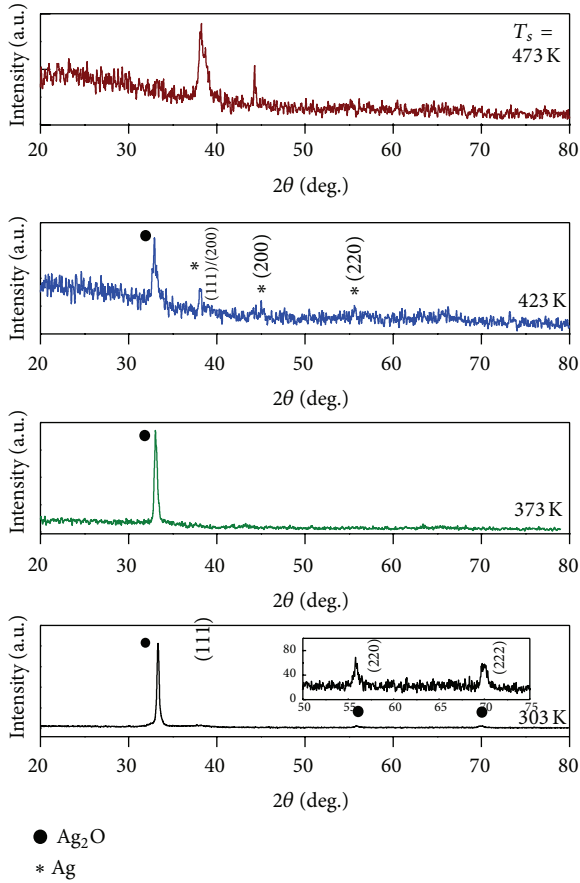 Intensity (a.u.)
T_s =
473 K
20 30 40 50 60 70 80
2θ (deg.)
Intensity (a.u.)
●
* (111)/(200)
* (200)
* (220)
423 K
20 30 40 50 60 70 80
2θ (deg.)
Intensity (a.u.)
●
373 K
20 30 40 50 60 70 80
2θ (deg.)
Intensity (a.u.)
●
(111)
80
40
0
(220)
(222)
50 55 60 65 70 75
● ●
303 K
20 30 40 50 60 70 80
2θ (deg.)
● Ag₂O
* Ag